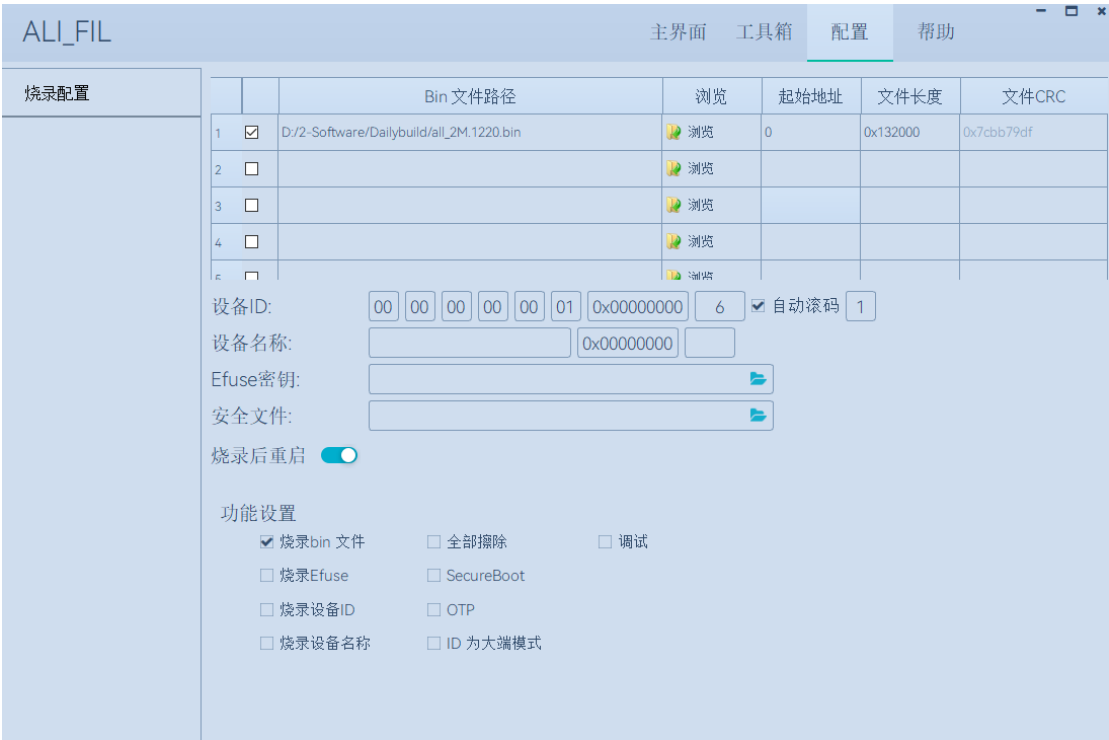 ALI_FIL 主界面 工具箱 配置 帮助
烧录配置
Bin 文件路径 浏览 起始地址 文件长度 文件CRC
1 D:/2-Software/Dailybuild/all_2M.1220.bin 浏览 0 0x132000 0x7cbb79df
2 浏览
3 浏览
4 浏览
5 浏览
设备ID: 00 00 00 00 00 01 0x00000000 6 自动滚码 1
设备名称: 0x00000000
Efuse密钥:
安全文件:
烧录后重启
功能设置
烧录bin 文件 全部擦除 调试
烧录Efuse SecureBoot
烧录设备ID OTP
烧录设备名称 ID 为大端模式